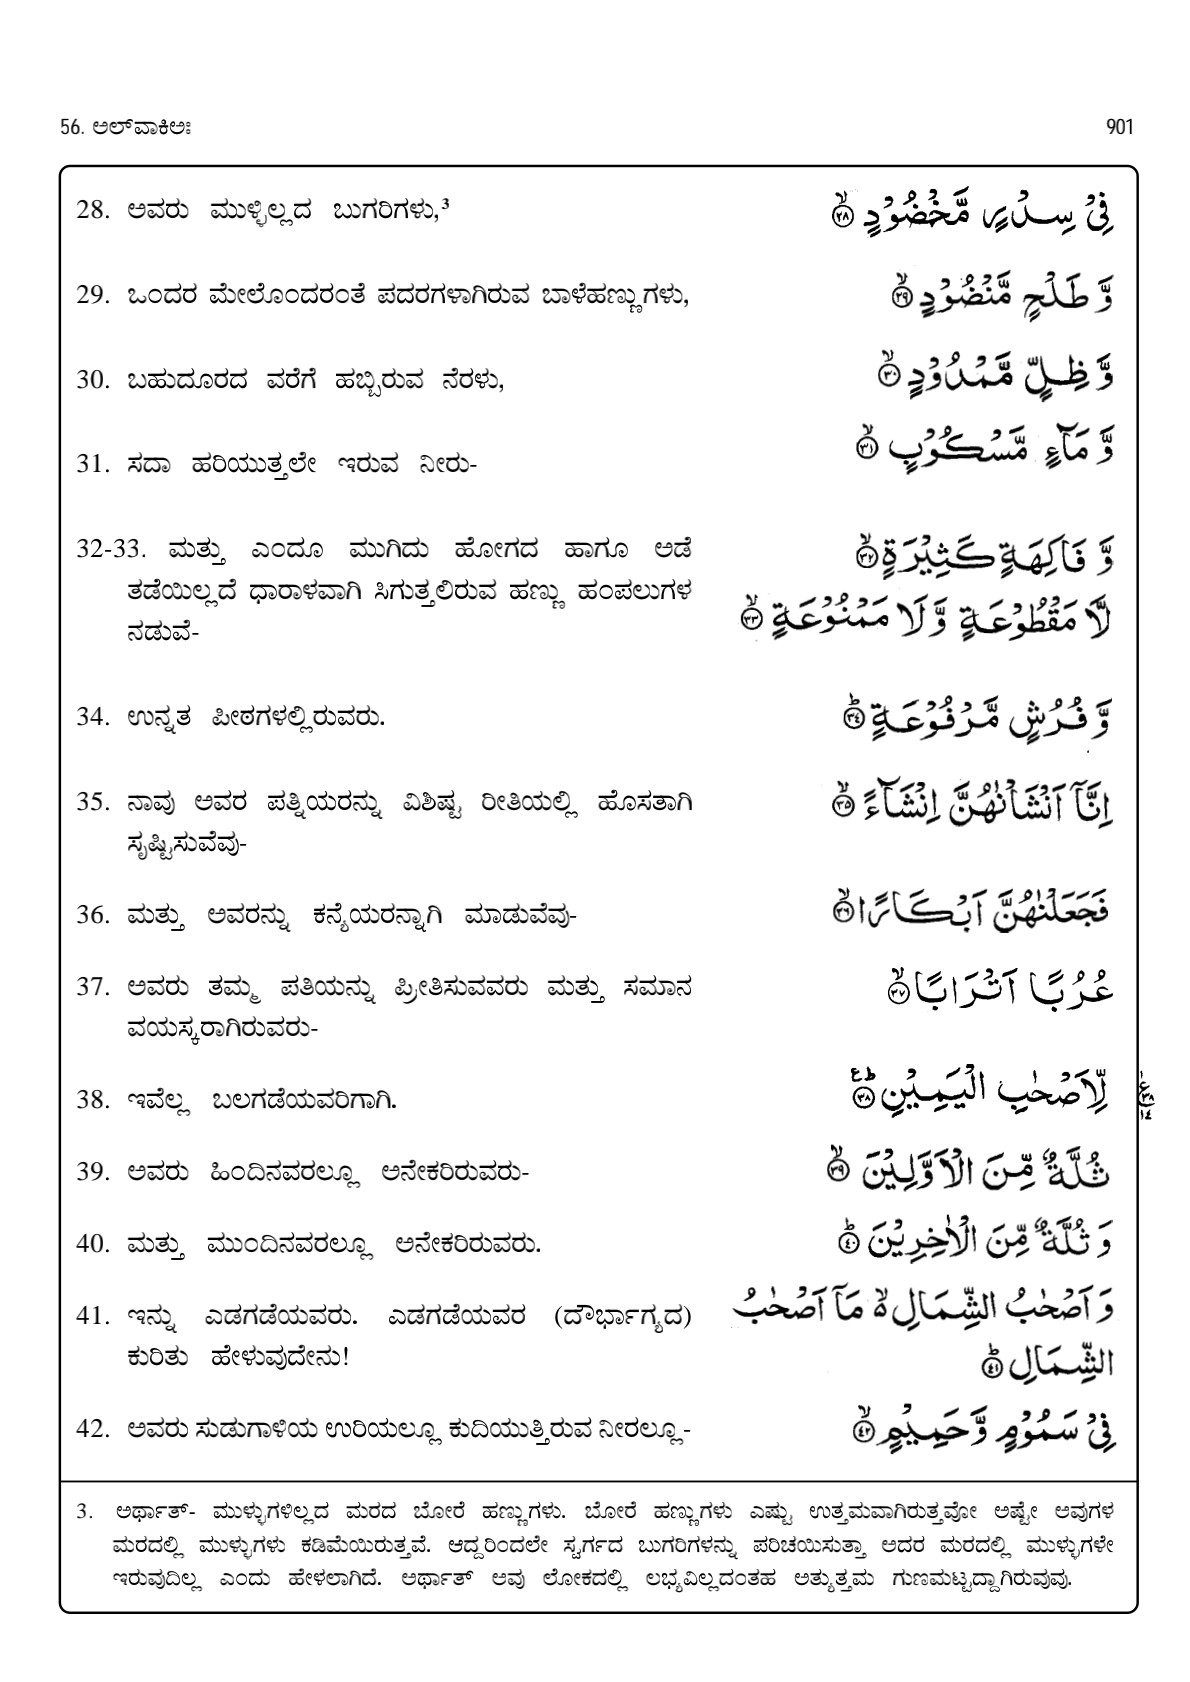 56. ಅಲ್‌ವಾಕಿಅಃ
901
28. ಅವರು ಮುಳ್ಳಿಲ್ಲದ ಬುಗರಿಗಳು,³
فِيْ سِدْرٍ مَّخْضُوْدٍ ۙ﴿٢٨﴾
29. ಒಂದರ ಮೇಲೊಂದರಂತೆ ಪದರಗಳಾಗಿರುವ ಬಾಳೆಹಣ್ಣುಗಳು,
وَّ طَلْحٍ مَّنْضُوْدٍ ۙ﴿٢٩﴾
30. ಬಹುದೂರದ ವರೆಗೆ ಹಬ್ಬಿರುವ ನೆರಳು,
وَّ ظِلٍّ مَّمْدُوْدٍ ۙ﴿٣٠﴾
31. ಸದಾ ಹರಿಯುತ್ತಲೇ ಇರುವ ನೀರು-
وَّ مَآءٍ مَّسْكُوْبٍ ۙ﴿٣١﴾
32-33. ಮತ್ತು ಎಂದೂ ಮುಗಿದು ಹೋಗದ ಹಾಗೂ ಅಡೆ
ತಡೆಯಿಲ್ಲದೆ ಧಾರಾಳವಾಗಿ ಸಿಗುತ್ತಲಿರುವ ಹಣ್ಣು ಹಂಪಲುಗಳ
ನಡುವೆ-
وَّ فَاكِهَةٍ كَثِيْرَةٍ ۙ﴿٣٢﴾
لَّا مَقْطُوْعَةٍ وَّلَا مَمْنُوْعَةٍ ۙ﴿٣٣﴾
34. ಉನ್ನತ ಪೀಠಗಳಲ್ಲಿರುವರು.
وَّ فُرُشٍ مَّرْفُوْعَةٍ ؕ﴿٣٤﴾
35. ನಾವು ಅವರ ಪತ್ನಿಯರನ್ನು ವಿಶಿಷ್ಟ ರೀತಿಯಲ್ಲಿ ಹೊಸತಾಗಿ
ಸೃಷ್ಟಿಸುವೆವು-
اِنَّآ اَنْشَاْنٰهُنَّ اِنْشَآءً ۙ﴿٣٥﴾
36. ಮತ್ತು ಅವರನ್ನು ಕನ್ಯೆಯರನ್ನಾಗಿ ಮಾಡುವೆವು-
فَجَعَلْنٰهُنَّ اَبْكَارًا ۙ﴿٣٦﴾
37. ಅವರು ತಮ್ಮ ಪತಿಯನ್ನು ಪ್ರೀತಿಸುವವರು ಮತ್ತು ಸಮಾನ
ವಯಸ್ಕರಾಗಿರುವರು-
عُرُبًا اَتْرَابًا ۙ﴿٣٧﴾
38. ಇವೆಲ್ಲ ಬಲಗಡೆಯವರಿಗಾಗಿ.
لِّاَصْحٰبِ الْيَمِيْنِ ؕع﴿٣٨﴾
39. ಅವರು ಹಿಂದಿನವರಲ್ಲೂ ಅನೇಕರಿರುವರು-
ثُلَّةٌ مِّنَ الْاَوَّلِيْنَ ۙ﴿٣٩﴾
40. ಮತ್ತು ಮುಂದಿನವರಲ್ಲೂ ಅನೇಕರಿರುವರು.
وَ ثُلَّةٌ مِّنَ الْاٰخِرِيْنَ ؕ﴿٤٠﴾
41. ಇನ್ನು ಎಡಗಡೆಯವರು. ಎಡಗಡೆಯವರ (ದೌರ್ಭಾಗ್ಯದ)
ಕುರಿತು ಹೇಳುವುದೇನು!
وَ اَصْحٰبُ الشِّمَالِ ۙ۬ مَآ اَصْحٰبُ
الشِّمَالِ ؕ﴿٤١﴾
42. ಅವರು ಸುಡುಗಾಳಿಯ ಉರಿಯಲ್ಲೂ ಕುದಿಯುತ್ತಿರುವ ನೀರಲ್ಲೂ-
فِيْ سَمُوْمٍ وَّ حَمِيْمٍ ۙ﴿٤٢﴾
3. ಅರ್ಥಾತ್- ಮುಳ್ಳುಗಳಿಲ್ಲದ ಮರದ ಬೋರೆ ಹಣ್ಣುಗಳು. ಬೋರೆ ಹಣ್ಣುಗಳು ಎಷ್ಟು ಉತ್ತಮವಾಗಿರುತ್ತವೋ ಅಷ್ಟೇ ಅವುಗಳ
ಮರದಲ್ಲಿ ಮುಳ್ಳುಗಳು ಕಡಿಮೆಯಿರುತ್ತವೆ. ಆದ್ದರಿಂದಲೇ ಸ್ವರ್ಗದ ಬುಗರಿಗಳನ್ನು ಪರಿಚಯಿಸುತ್ತಾ ಅದರ ಮರದಲ್ಲಿ ಮುಳ್ಳುಗಳೇ
ಇರುವುದಿಲ್ಲ ಎಂದು ಹೇಳಲಾಗಿದೆ. ಅರ್ಥಾತ್ ಅವು ಲೋಕದಲ್ಲಿ ಲಭ್ಯವಿಲ್ಲದಂತಹ ಅತ್ಯುತ್ತಮ ಗುಣಮಟ್ಟದ್ದಾಗಿರುವುವು.